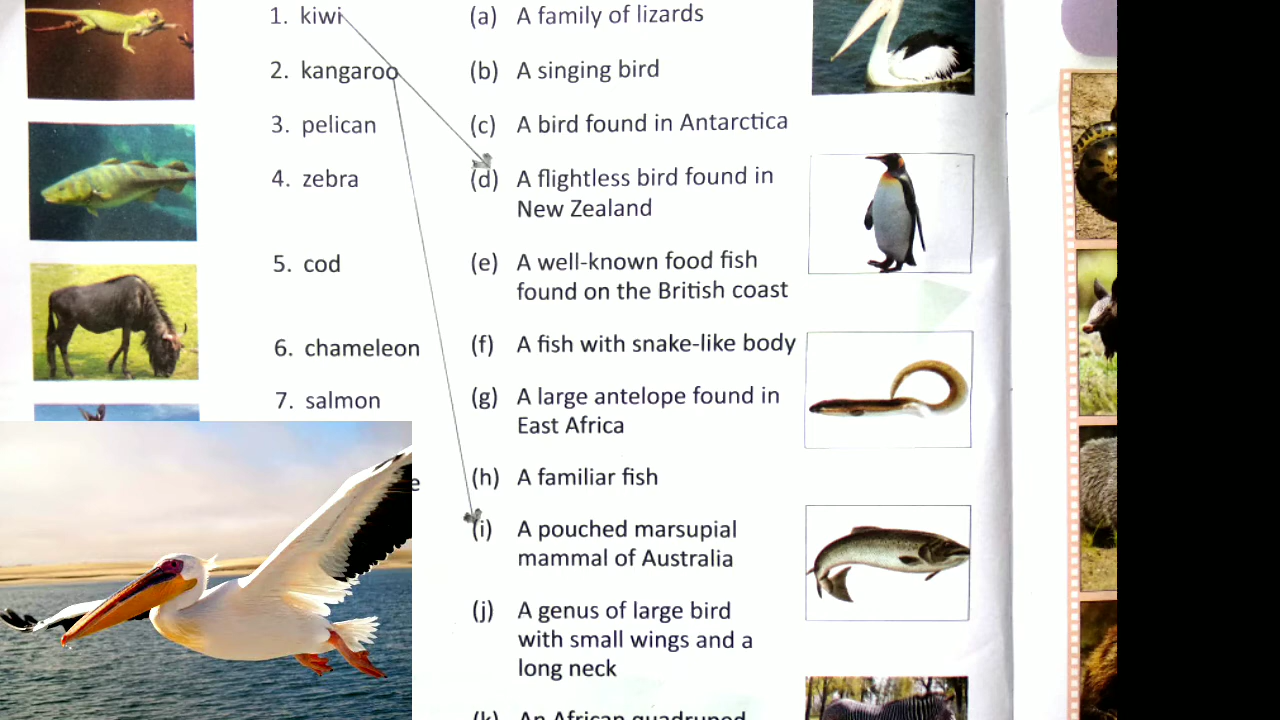 1. kiwi
2. kangaroo
3. pelican
4. zebra
5. cod
6. chameleon
7. salmon
(a) A family of lizards
(b) A singing bird
(c) A bird found in Antarctica
(d) A flightless bird found in
New Zealand
(e) A well-known food fish
found on the British coast
(f) A fish with snake-like body
(g) A large antelope found in
East Africa
(h) A familiar fish
(i) A pouched marsupial
mammal of Australia
(j) A genus of large bird
with small wings and a
long neck
(k) An African quadruped